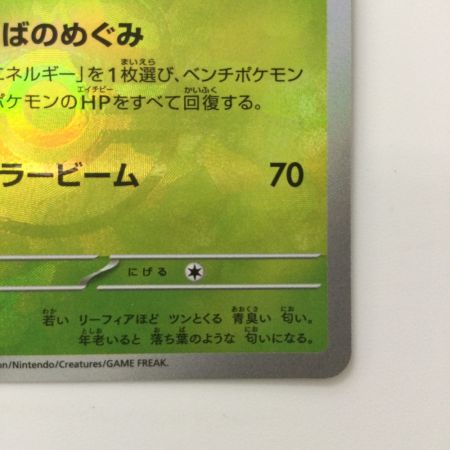 ばのめぐみ
エネルギー」を1枚選び、ベンチポケモン
ポケモンのHPをすべて回復する。
ラービーム 70
にげる
若い リーフィアほど ツンとくる 青臭い 匂い。
年老いると 落ち葉のような 匂いになる。
on/Nintendo/Creatures/GAME FREAK.